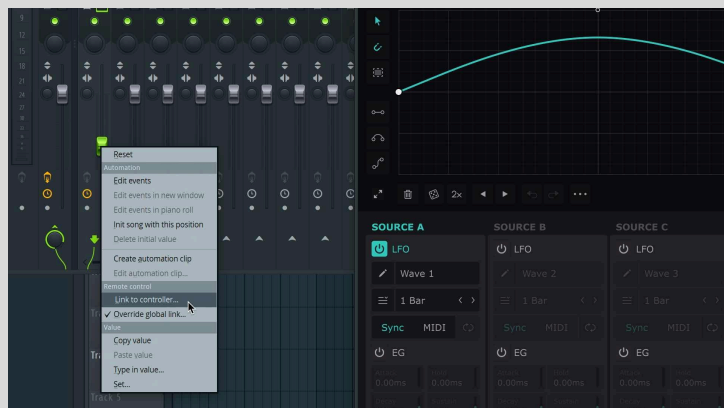 9
12
15
18
21
24
Reset
Automation
Edit events
Edit events in new window
Edit events in piano roll
Init song with this position
Delete initial value
Create automation clip
Edit automation clip...
Remote control
Link to controller...
✓ Override global link...
Value
Copy value
Paste value
Type in value...
Set...
Track 5
2×
SOURCE A SOURCE B SOURCE C
LFO LFO LFO
Wave 1 Wave 2 Wave 3
1 Bar 1 Bar 1 Bar
Sync MIDI Sync MIDI Sync MIDI
EG EG EG
0.00ms 0.00ms 0.00ms 0.00ms 0.00ms 0.00ms